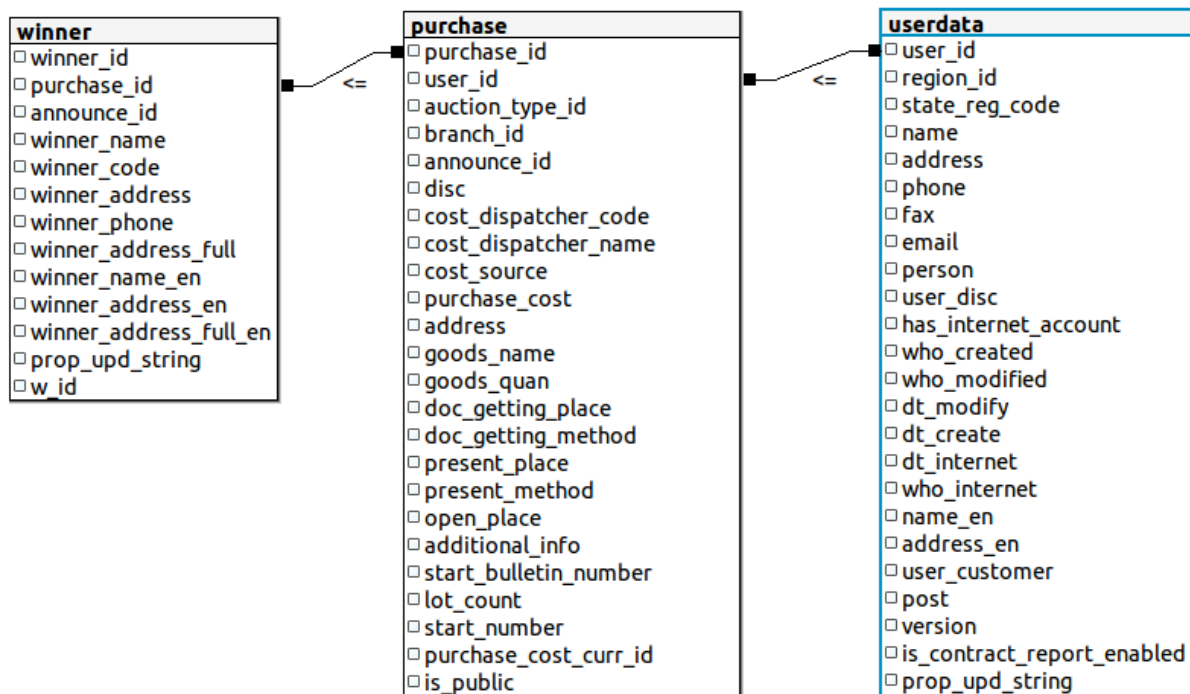 winner
winner_id
purchase_id
announce_id
winner_name
winner_code
winner_address
winner_phone
winner_address_full
winner_name_en
winner_address_en
winner_address_full_en
prop_upd_string
w_id
<=
purchase
purchase_id
user_id
auction_type_id
branch_id
announce_id
disc
cost_dispatcher_code
cost_dispatcher_name
cost_source
purchase_cost
address
goods_name
goods_quan
doc_getting_place
doc_getting_method
present_place
present_method
open_place
additional_info
start_bulletin_number
lot_count
start_number
purchase_cost_curr_id
is_public
<=
userdata
user_id
region_id
state_reg_code
name
address
phone
fax
email
person
user_disc
has_internet_account
who_created
who_modified
dt_modify
dt_create
dt_internet
who_internet
name_en
address_en
user_customer
post
version
is_contract_report_enabled
prop_upd_string